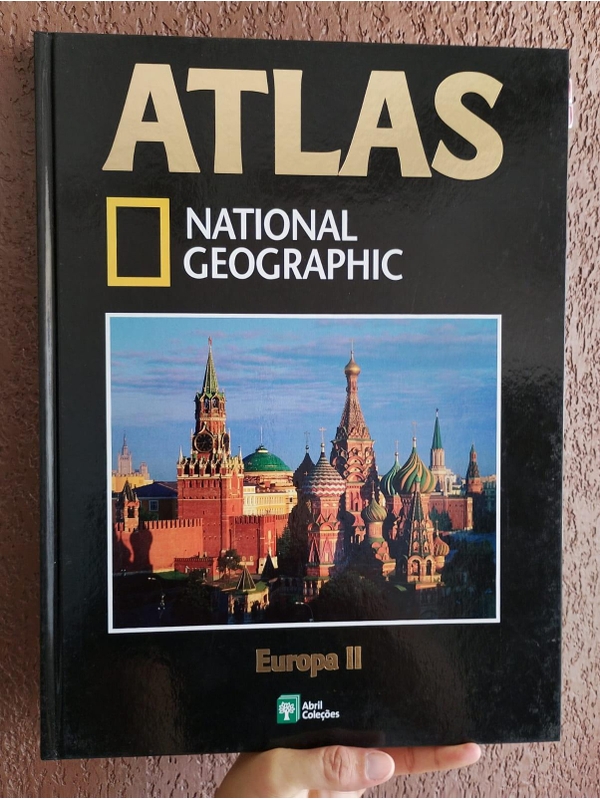 ATLAS
NATIONAL
GEOGRAPHIC
Europa II
Abril
Coleções